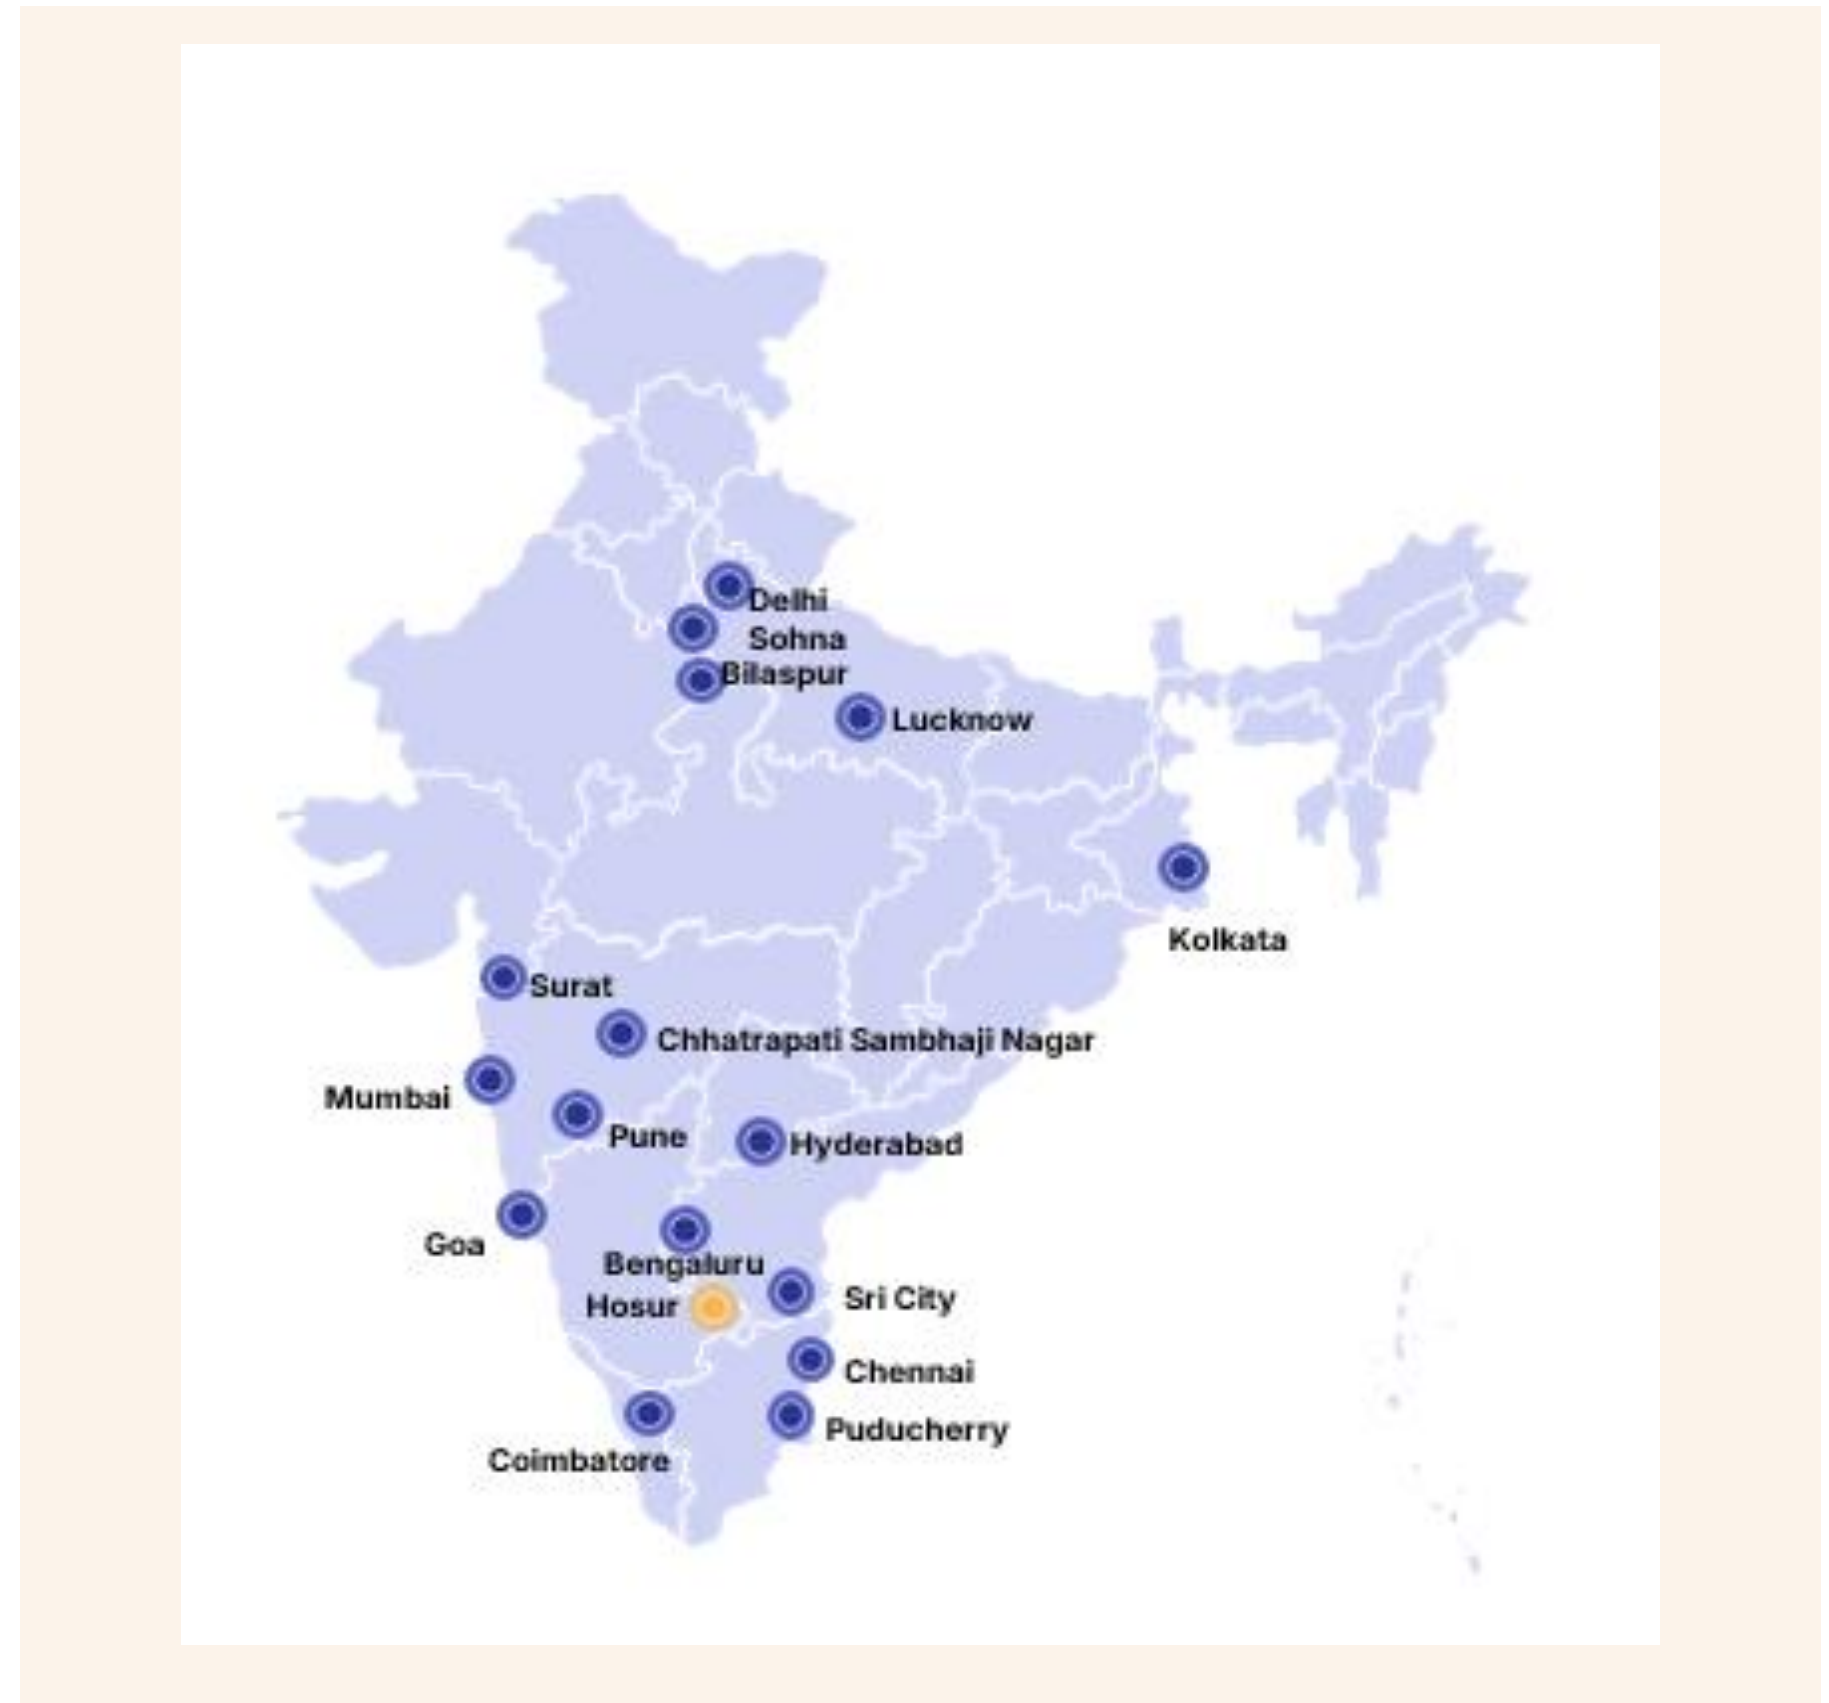 Delhi
Sohna
Bilaspur
Lucknow
Kolkata
Surat
Chhatrapati Sambhaji Nagar
Mumbai
Pune
Hyderabad
Goa
Bengaluru
Sri City
Hosur
Chennai
Puducherry
Coimbatore